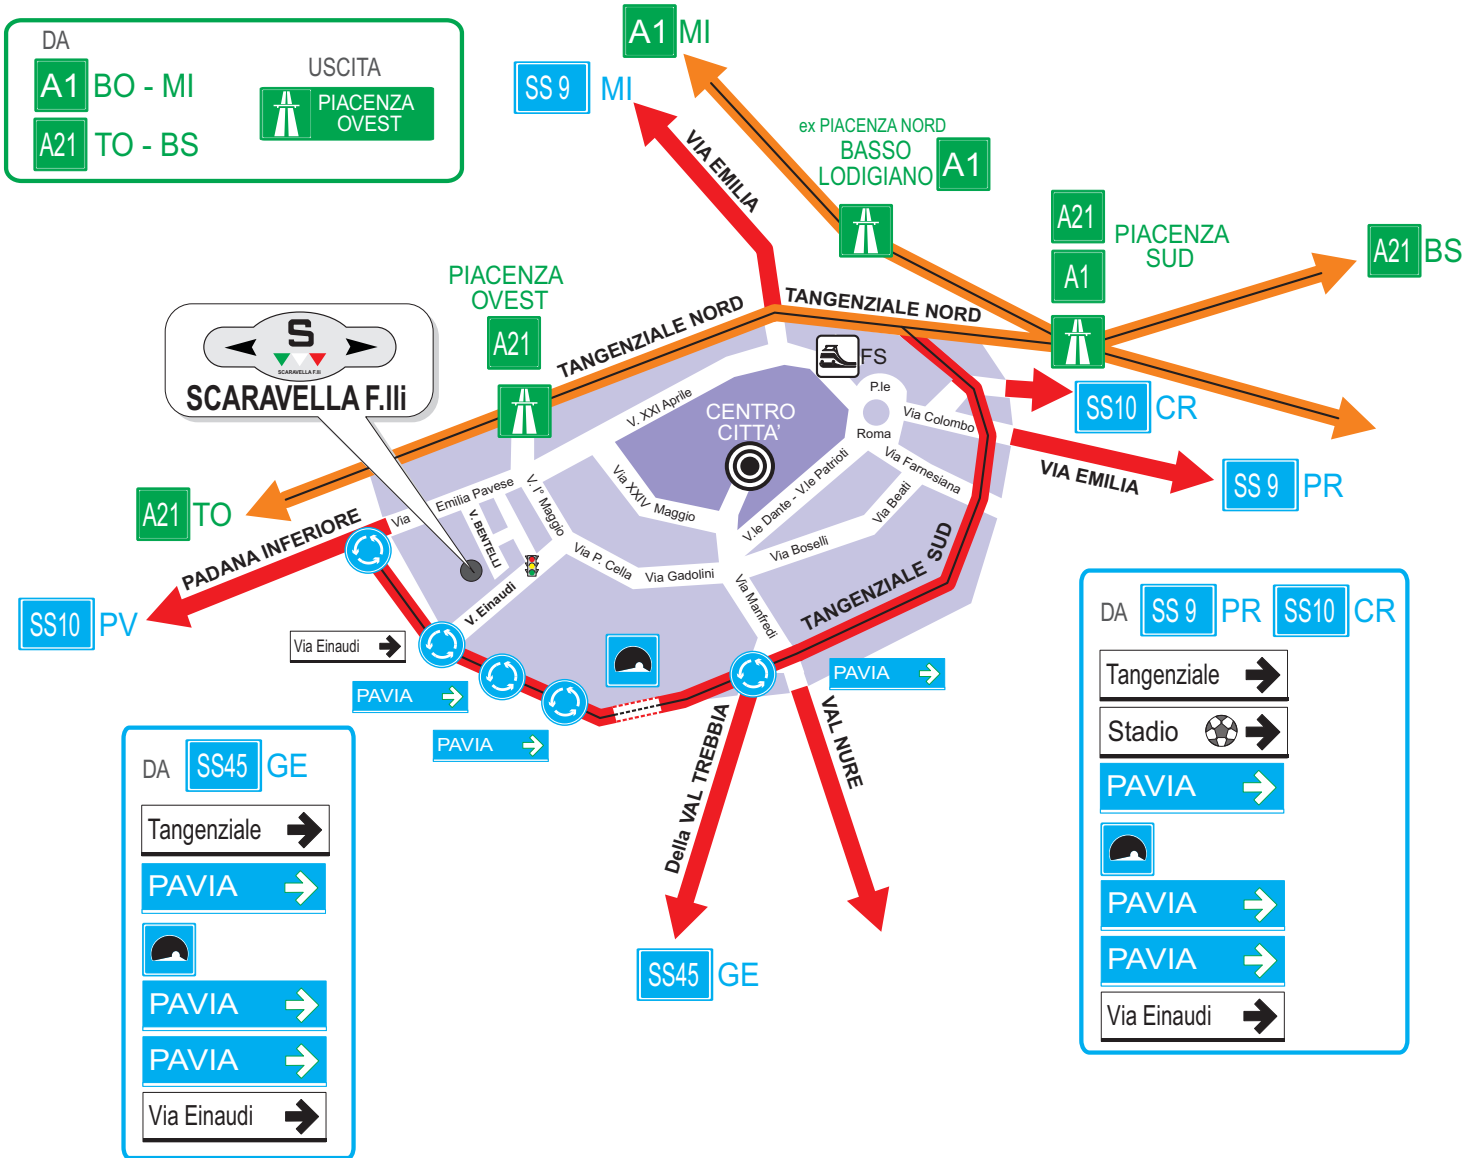 DA
A1 BO - MI
A21 TO - BS
USCITA
PIACENZA
OVEST
A1 MI
SS 9 MI
VIA EMILIA
ex PIACENZA NORD
BASSO
LODIGIANO A1
A21
A1
PIACENZA
SUD
A21 BS
PIACENZA
OVEST
A21
TANGENZIALE NORD
TANGENZIALE NORD
S
SCARAVELLA F.lli
SCARAVELLA F.lli
FS
P.le
Roma
Via Colombo
SS10 CR
VIA EMILIA
SS 9 PR
V. XXI Aprile
CENTRO
CITTA'
Via XXIV Maggio
V.le Dante - V.le Patrioti
Via Farnesiana
Via Beati
Via Boselli
A21 TO
Via Emilia Pavese
V. 1° Maggio
V. BENTELLI
PADANA INFERIORE
SS10 PV
Via P. Cella
Via Gadolini
Via Manfredi
V. Einaudi
TANGENZIALE SUD
Via Einaudi
PAVIA
PAVIA
PAVIA
Della VAL TREBBIA
VAL NURE
SS45 GE
DA SS45 GE
Tangenziale
PAVIA
PAVIA
PAVIA
Via Einaudi
DA SS 9 PR SS10 CR
Tangenziale
Stadio
PAVIA
PAVIA
PAVIA
Via Einaudi